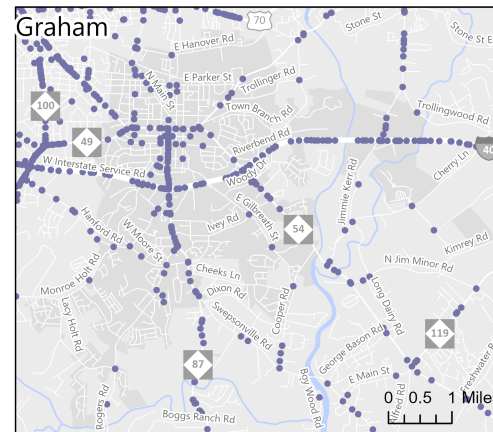 Graham
70
Stone St
Stone St E
E Hanover Rd
N Main St
E Parker St
Trollinger Rd
100
Town Branch Rd
Trollingwood Rd
49
Riverbend Rd
40
W Interstate Service Rd
Woody Dr
Cherry Ln
Jimmie Kerr Rd
Hanford Rd
W Moore St
Ivey Rd
E Gilbreath St
54
Kimrey Rd
N Jim Minor Rd
Cheeks Ln
Monroe Holt Rd
Dixon Rd
Long Dairy Rd
Lacy Holt Rd
Swepsonville Rd
Cooper Rd
119
George Bason Rd
87
E Main St
Freshwater R
Boy Wood Rd
Rogers Rd
Boggs Ranch Rd
Alfred Rd
0 0.5 1 Mile